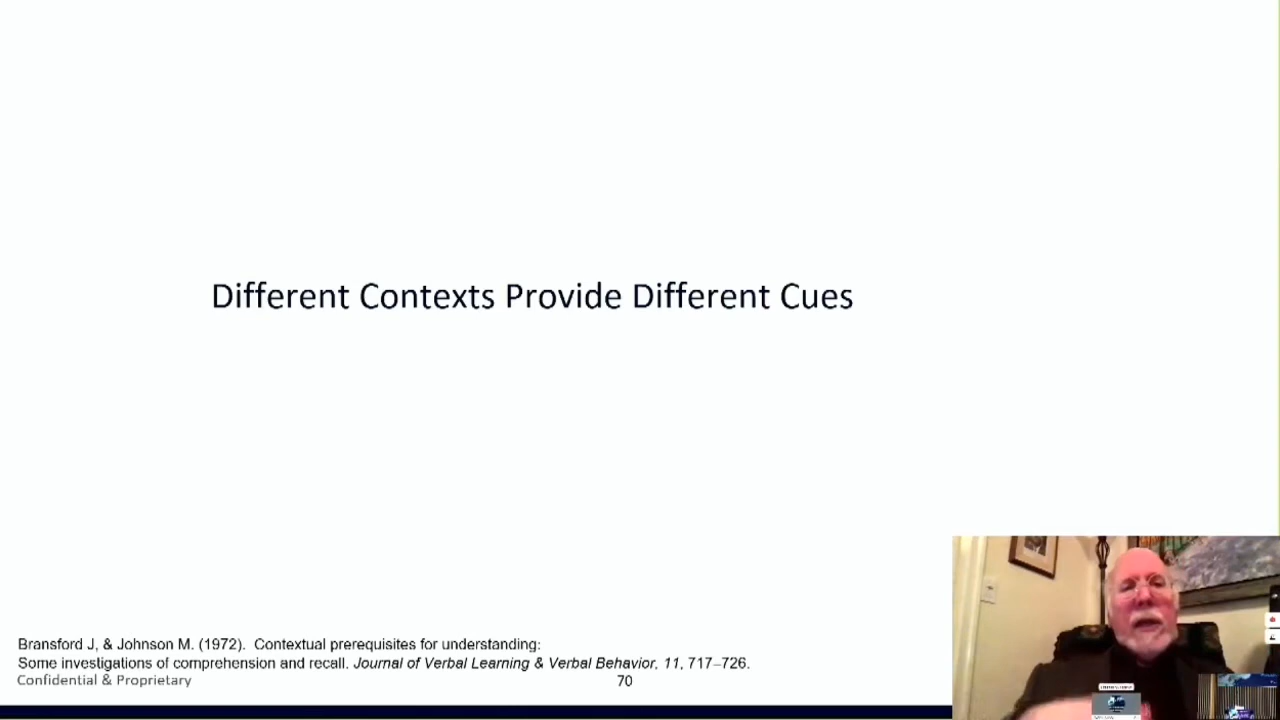 Different Contexts Provide Different Cues
Bransford J, & Johnson M. (1972). Contextual prerequisites for understanding:
Some investigations of comprehension and recall. Journal of Verbal Learning & Verbal Behavior, 11, 717–726.
Confidential & Proprietary
70